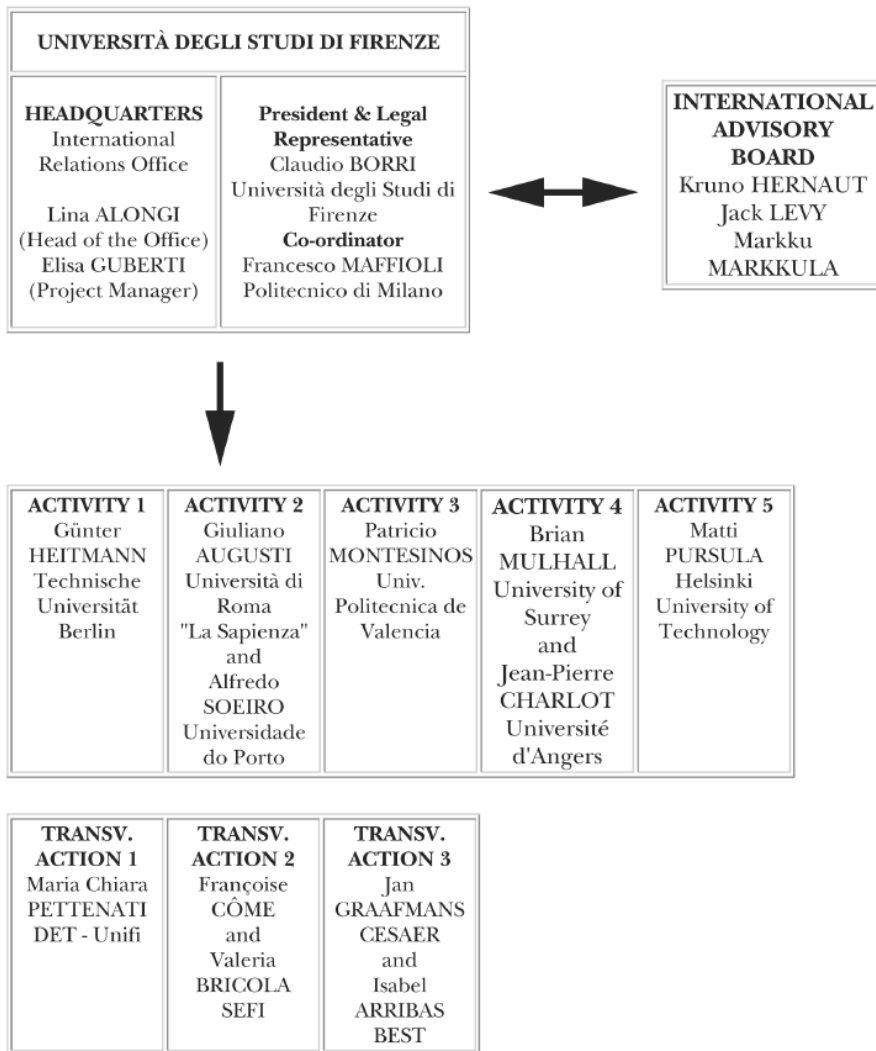 UNIVERSITÀ DEGLI STUDI DI FIRENZE
HEADQUARTERS
International
Relations Office
Lina ALONGI
(Head of the Office)
Elisa GUBERTI
(Project Manager)
President & Legal
Representative
Claudio BORRI
Università degli Studi di
Firenze
Co-ordinator
Francesco MAFFIOLI
Politecnico di Milano
INTERNATIONAL
ADVISORY
BOARD
Kruno HERNAUT
Jack LEVY
Markku
MARKKULA
ACTIVITY 1
Günter
HEITMANN
Technische
Universität
Berlin
ACTIVITY 2
Giuliano
AUGUSTI
Università di
Roma
"La Sapienza"
and
Alfredo
SOEIRO
Universidade
do Porto
ACTIVITY 3
Patricio
MONTESINOS
Univ.
Politecnica de
Valencia
ACTIVITY 4
Brian
MULHALL
University of
Surrey
and
Jean-Pierre
CHARLOT
Université
d'Angers
ACTIVITY 5
Matti
PURSULA
Helsinki
University of
Technology
TRANSV.
ACTION 1
Maria Chiara
PETTENATI
DET - Unifi
TRANSV.
ACTION 2
Françoise
CÔME
and
Valeria
BRICOLA
SEFI
TRANSV.
ACTION 3
Jan
GRAAFMANS
CESAER
and
Isabel
ARRIBAS
BEST